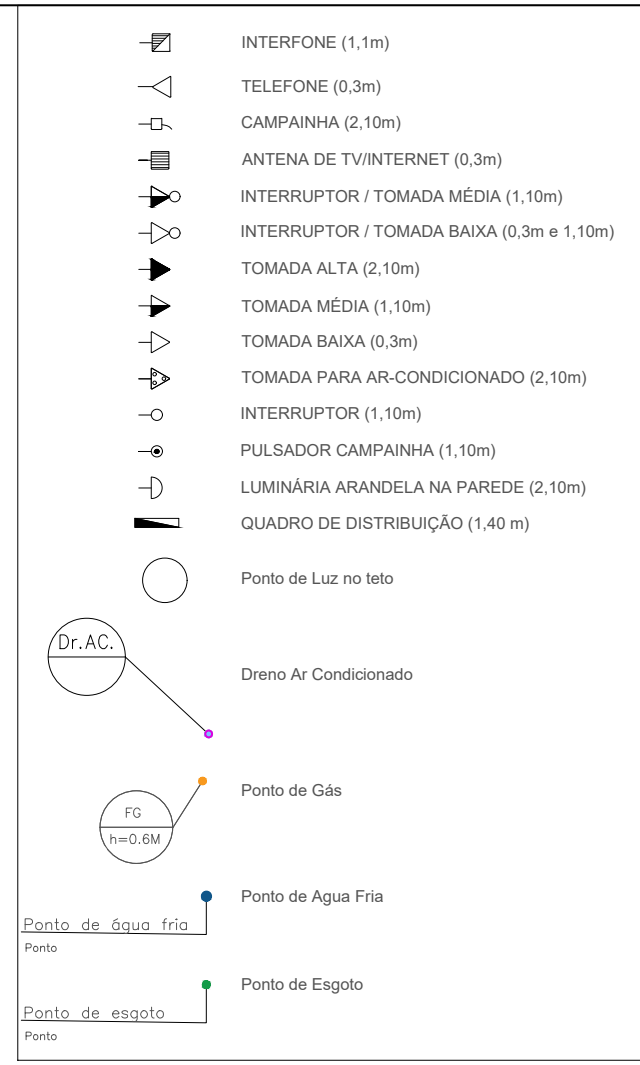 INTERFONE (1,1m)
TELEFONE (0,3m)
CAMPAINHA (2,10m)
ANTENA DE TV/INTERNET (0,3m)
INTERRUPTOR / TOMADA MÉDIA (1,10m)
INTERRUPTOR / TOMADA BAIXA (0,3m e 1,10m)
TOMADA ALTA (2,10m)
TOMADA MÉDIA (1,10m)
TOMADA BAIXA (0,3m)
TOMADA PARA AR-CONDICIONADO (2,10m)
INTERRUPTOR (1,10m)
PULSADOR CAMPAINHA (1,10m)
LUMINÁRIA ARANDELA NA PAREDE (2,10m)
QUADRO DE DISTRIBUIÇÃO (1,40 m)
Ponto de Luz no teto
Dr.AC.
Dreno Ar Condicionado
Ponto de Gás
FG
h=0.6M
Ponto de Agua Fria
Ponto de água fria
Ponto
Ponto de Esgoto
Ponto de esgoto
Ponto